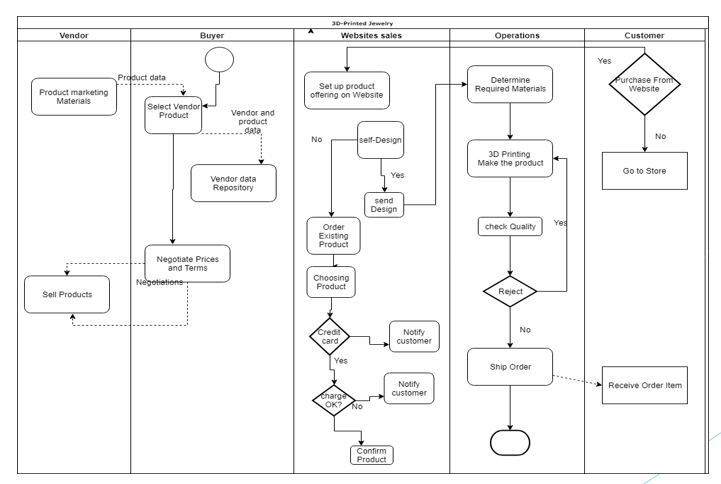 3D-Printed Jewelry
Vendor
Buyer
Websites sales
Operations
Customer
Product marketing
Materials
Product data
Select Vendor
Product
Vendor and
product
data
Vendor data
Repository
Negotiate Prices
and Terms
Negotiations
Sell Products
Set up product
offering on Website
self-Design
No
Yes
send
Design
Order
Existing
Product
Choosing
Product
Credit
card
Notify
customer
Yes
charge
OK?
No
Notify
customer
Confirm
Product
Determine
Required Materials
3D Printing
Make the product
check Quality
Yes
Reject
No
Ship Order
Yes
Purchase From
Website
No
Go to Store
Receive Order Item